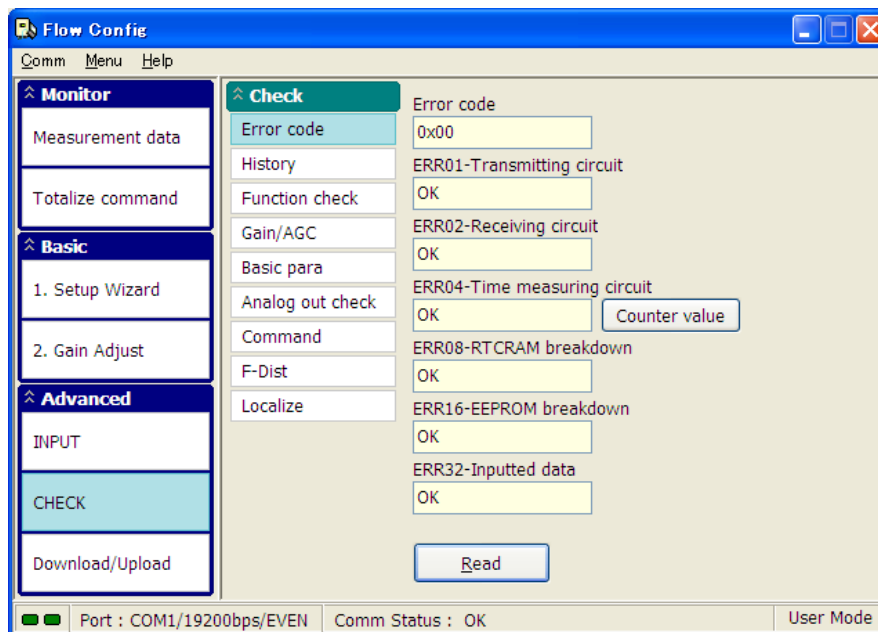 Flow Config
Comm Menu Help
Monitor
Measurement data
Totalize command
Basic
1. Setup Wizard
2. Gain Adjust
Advanced
INPUT
CHECK
Download/Upload
Check
Error code
History
Function check
Gain/AGC
Basic para
Analog out check
Command
F-Dist
Localize
Error code
0x00
ERR01-Transmitting circuit
OK
ERR02-Receiving circuit
OK
ERR04-Time measuring circuit
OK Counter value
ERR08-RTCRAM breakdown
OK
ERR16-EEPROM breakdown
OK
ERR32-Inputted data
OK
Read
Port : COM1/19200bps/EVEN Comm Status : OK User Mode